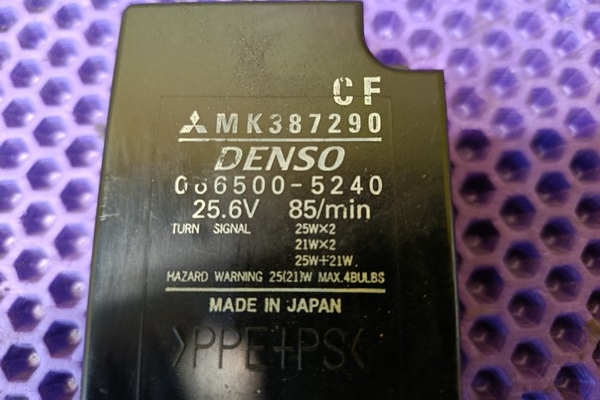 CF
MK387290
DENSO
066500-5240
25.6V 85/min
TURN SIGNAL 25W×2
21W×2
25W+21W
HAZARD WARNING 25(21)W MAX.4BULBS
MADE IN JAPAN
>PPE+PS<